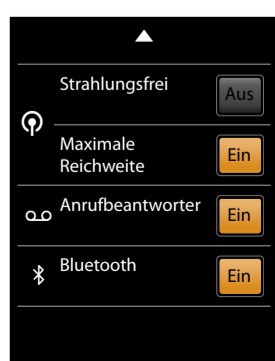 Strahlungsfrei
Aus
Maximale
Reichweite
Ein
Anrufbeantworter
Ein
Bluetooth
Ein